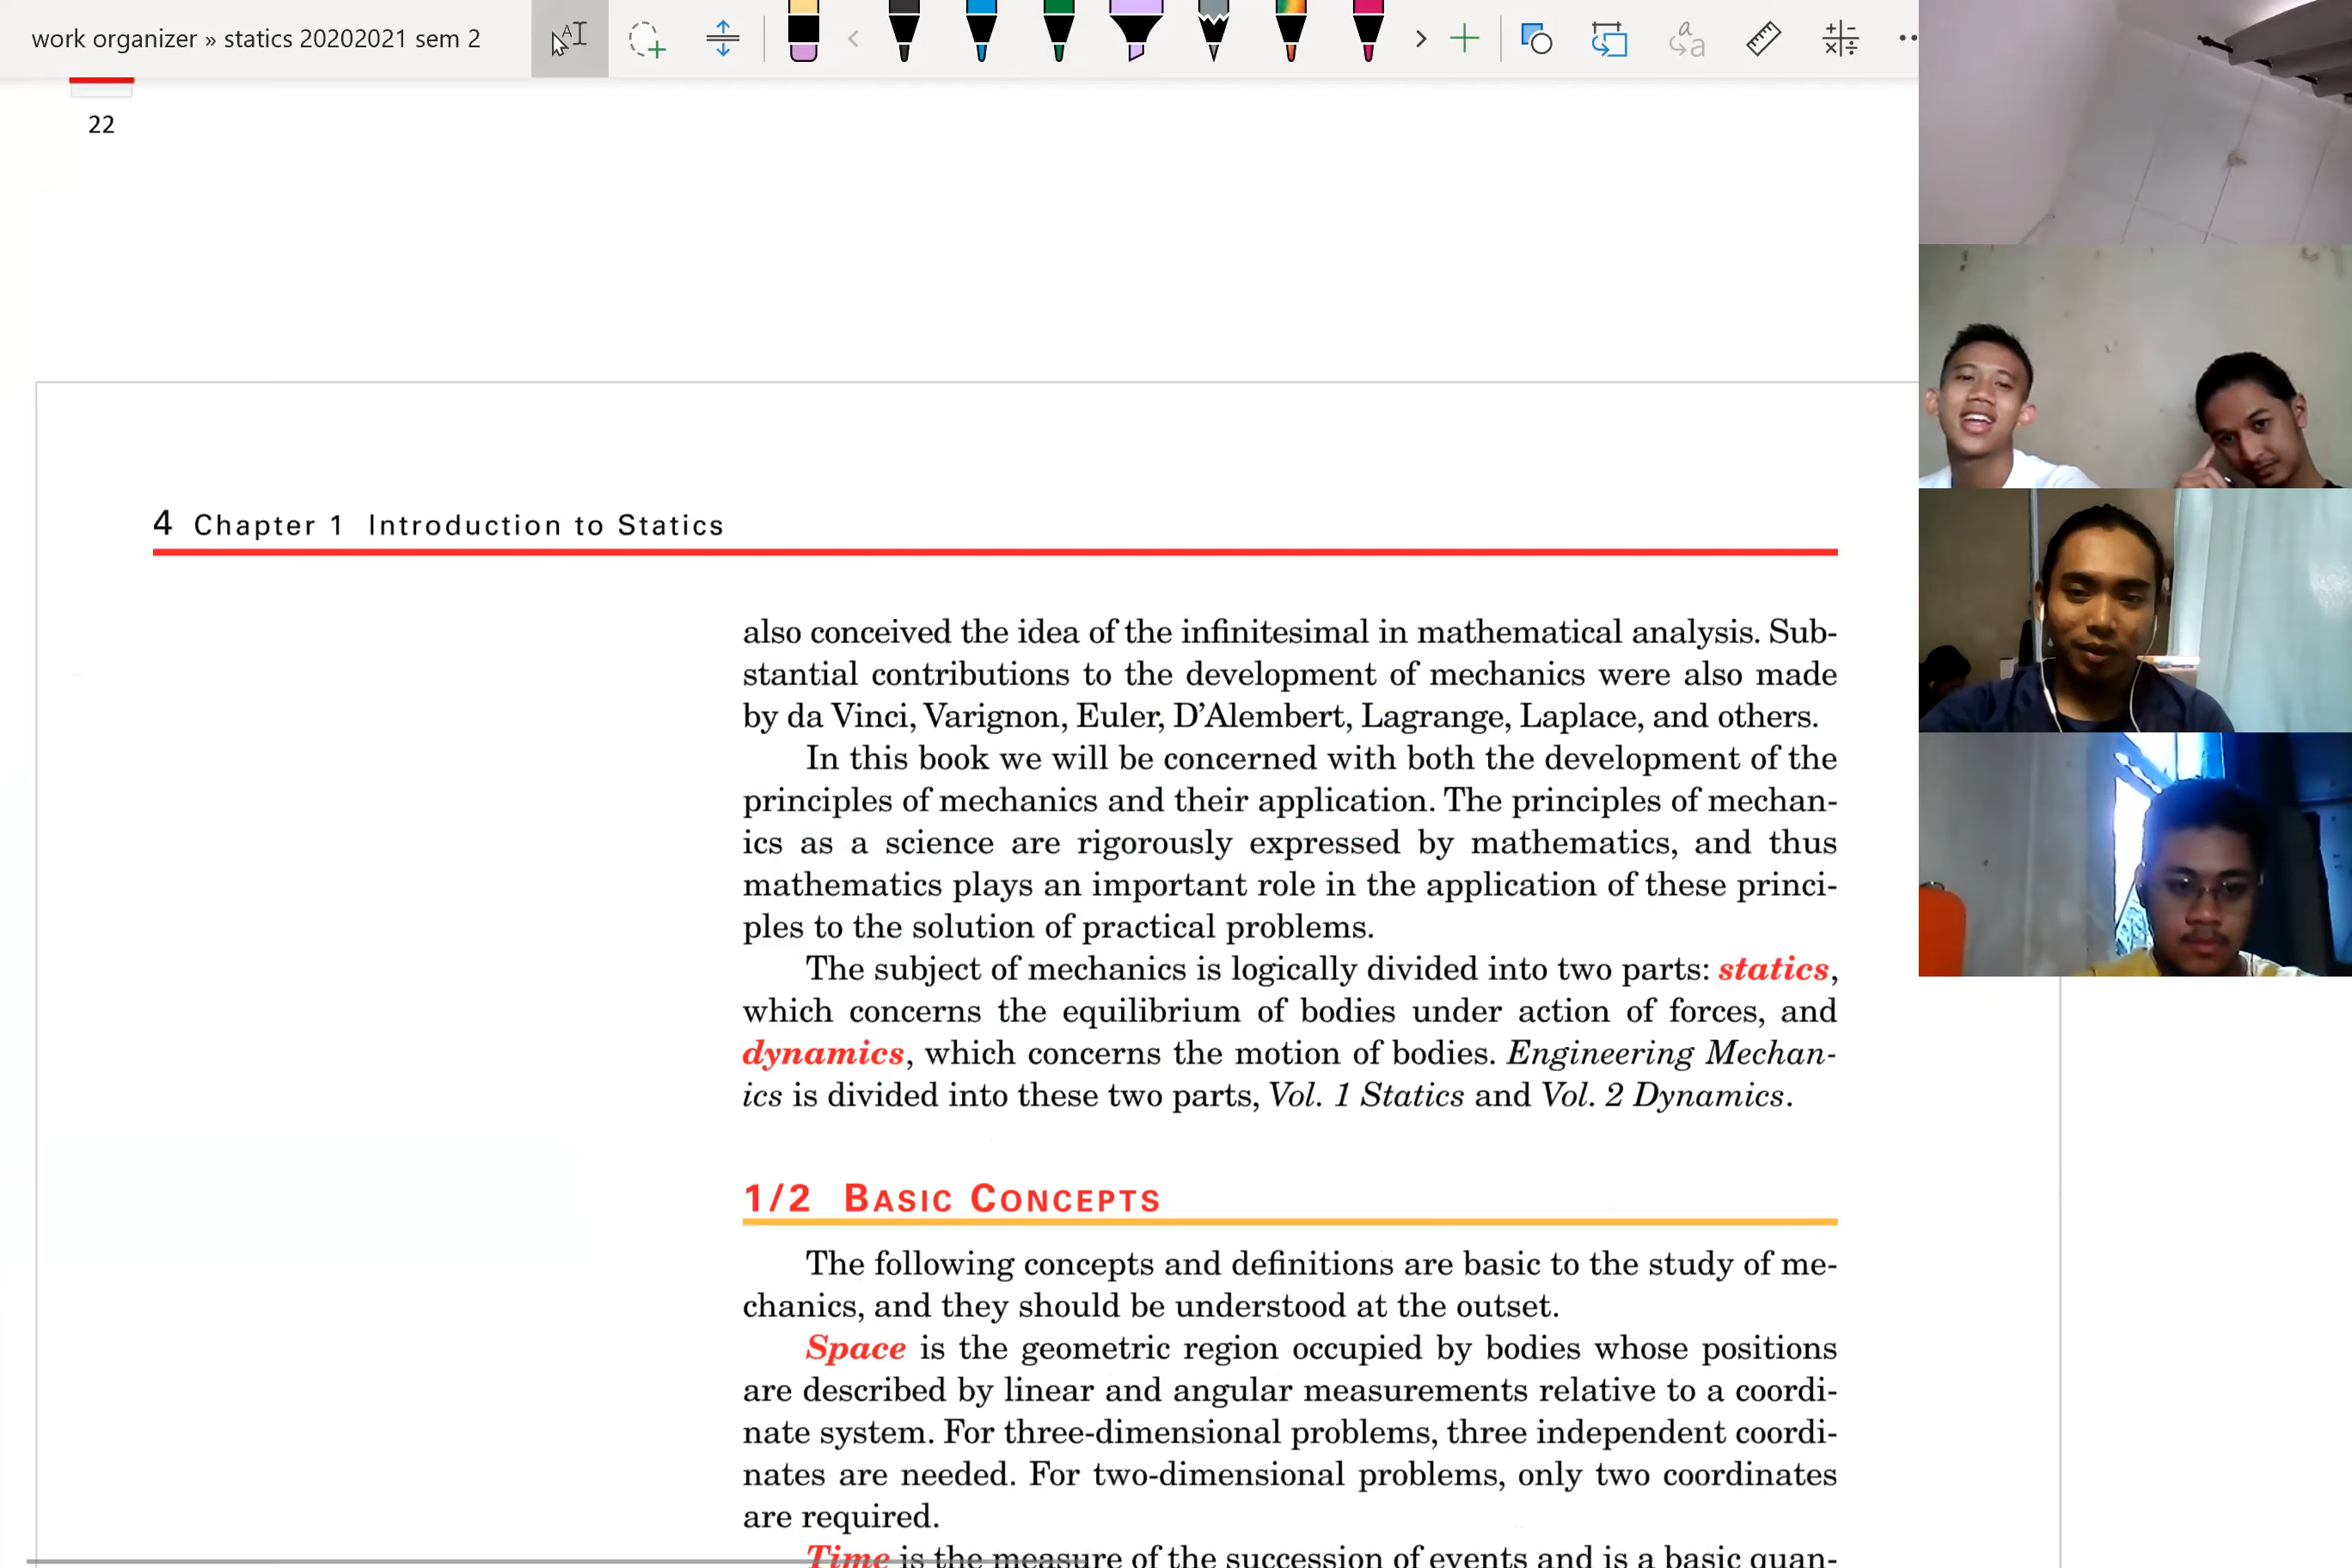 work organizer » statics 20202021 sem 2
22
4 Chapter 1 Introduction to Statics
also conceived the idea of the infinitesimal in mathematical analysis. Sub-
stantial contributions to the development of mechanics were also made
by da Vinci, Varignon, Euler, D'Alembert, Lagrange, Laplace, and others.
In this book we will be concerned with both the development of the
principles of mechanics and their application. The principles of mechan-
ics as a science are rigorously expressed by mathematics, and thus
mathematics plays an important role in the application of these princi-
ples to the solution of practical problems.
The subject of mechanics is logically divided into two parts: statics,
which concerns the equilibrium of bodies under action of forces, and
dynamics, which concerns the motion of bodies. Engineering Mechan-
ics is divided into these two parts, Vol. 1 Statics and Vol. 2 Dynamics.
1/2 BASIC CONCEPTS
The following concepts and definitions are basic to the study of me-
chanics, and they should be understood at the outset.
Space is the geometric region occupied by bodies whose positions
are described by linear and angular measurements relative to a coordi-
nate system. For three-dimensional problems, three independent coordi-
nates are needed. For two-dimensional problems, only two coordinates
are required.
Time is the measure of the succession of events and is a basic quan-